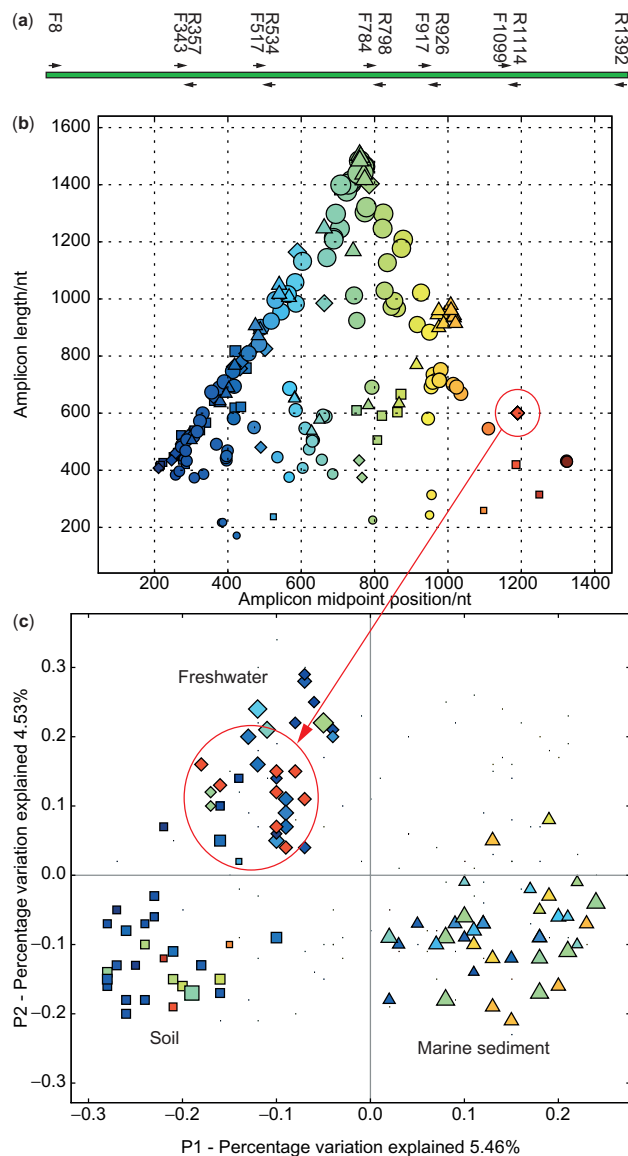 (a)
F8
F343
R357
F517
R534
F784
R798
F917
R926
F1099
R1114
R1392
(b)
Amplicon length/nt
1600
1400
1200
1000
800
600
400
200
200 400 600 800 1000 1200 1400
Amplicon midpoint position/nt
(c)
P2 - Percentage variation explained 4.53%
0.3
0.2
0.1
0.0
−0.1
−0.2
−0.3
Freshwater
Soil
Marine sediment
−0.3 −0.2 −0.1 0.0 0.1 0.2
P1 - Percentage variation explained 5.46%